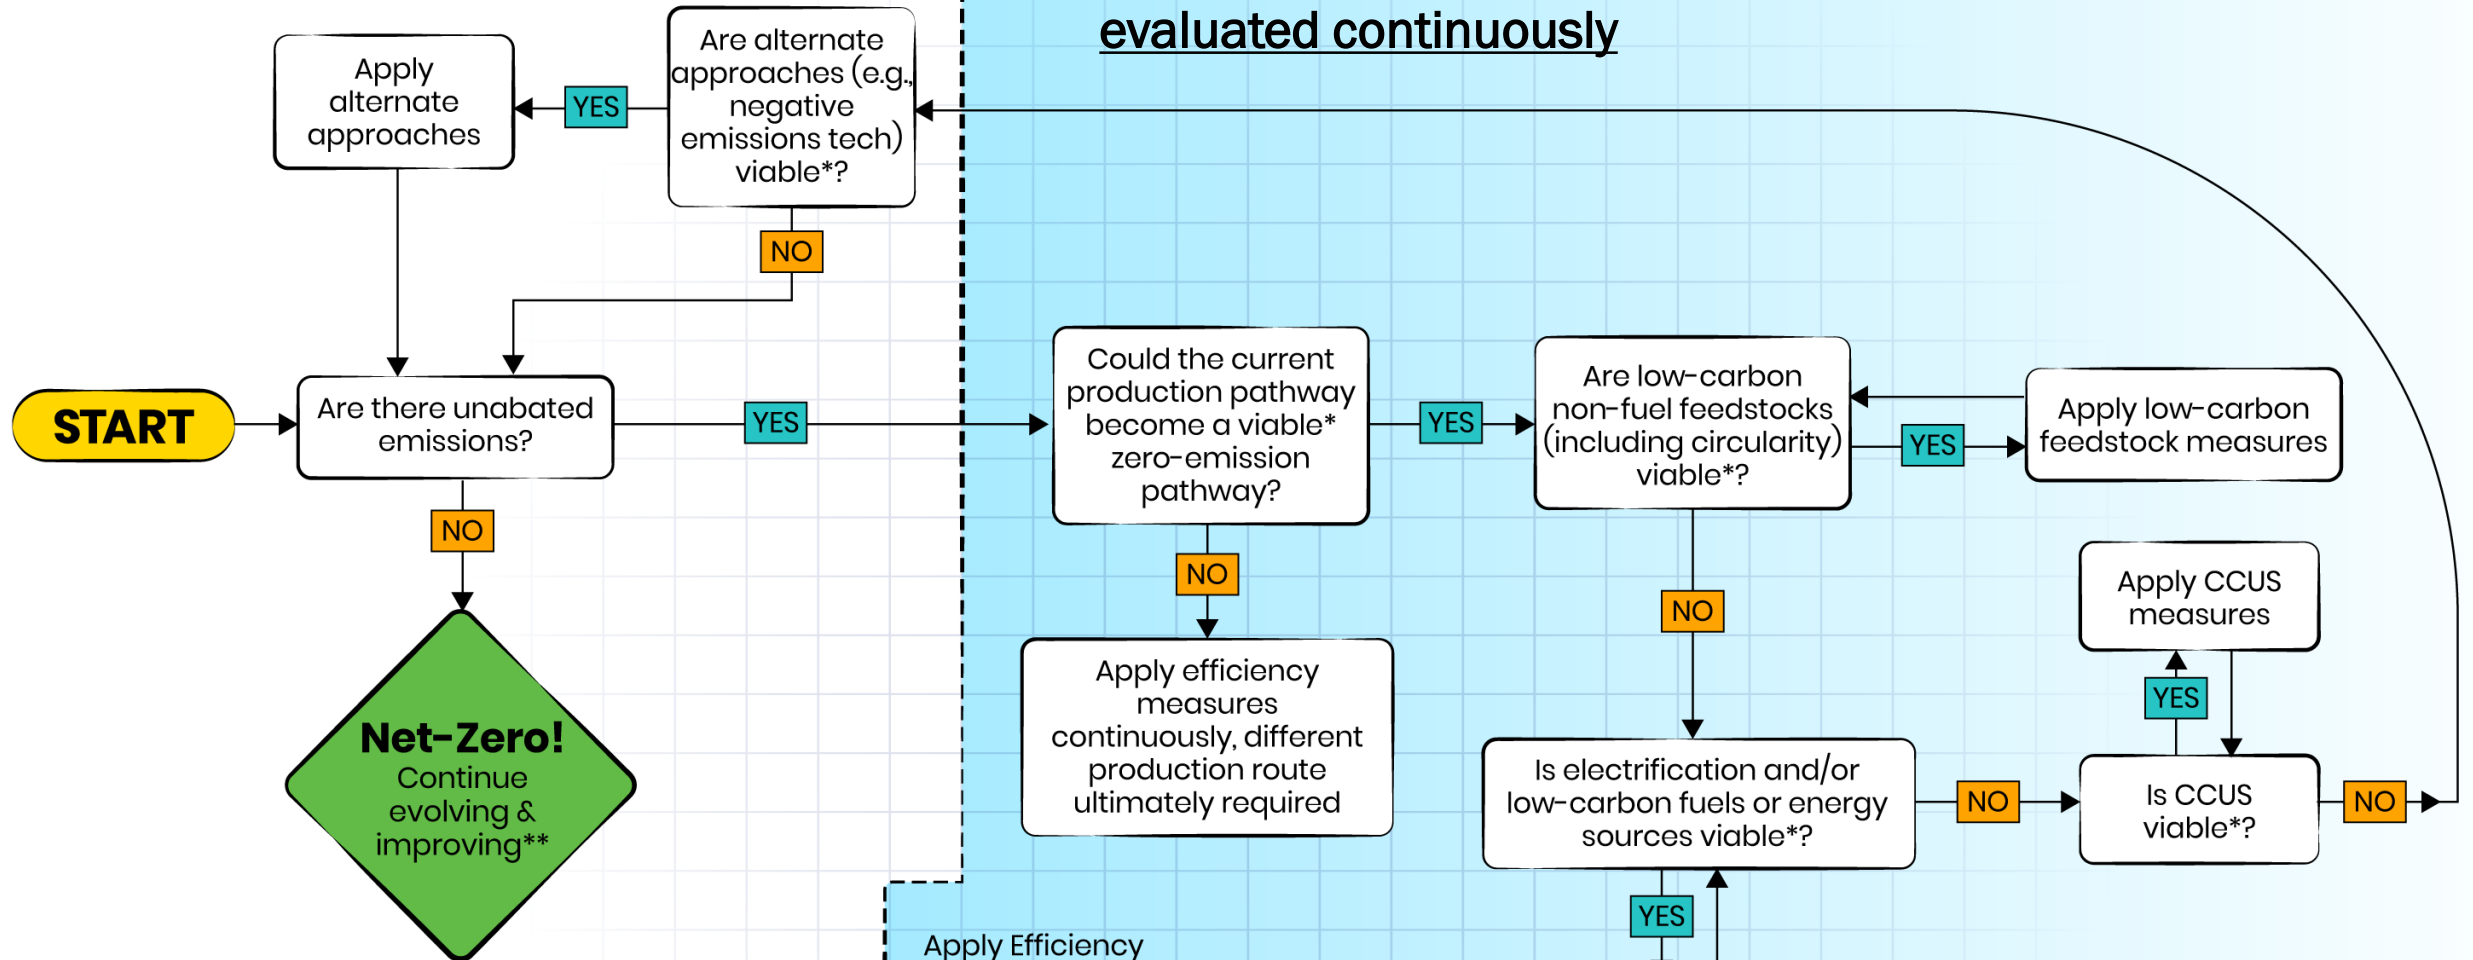 evaluated continuously
Apply
alternate
approaches
YES
Are alternate
approaches (e.g.,
negative
emissions tech)
viable*?
NO
START
Are there unabated
emissions?
YES
NO
Net-Zero!
Continue
evolving &
improving**
Could the current
production pathway
become a viable*
zero-emission
pathway?
YES
NO
Apply efficiency
measures
continuously, different
production route
ultimately required
Are low-carbon
non-fuel feedstocks
(including circularity)
viable*?
YES
Apply low-carbon
feedstock measures
NO
Is electrification and/or
low-carbon fuels or energy
sources viable*?
YES
NO
Apply CCUS
measures
YES
Is CCUS
viable*?
NO
Apply Efficiency